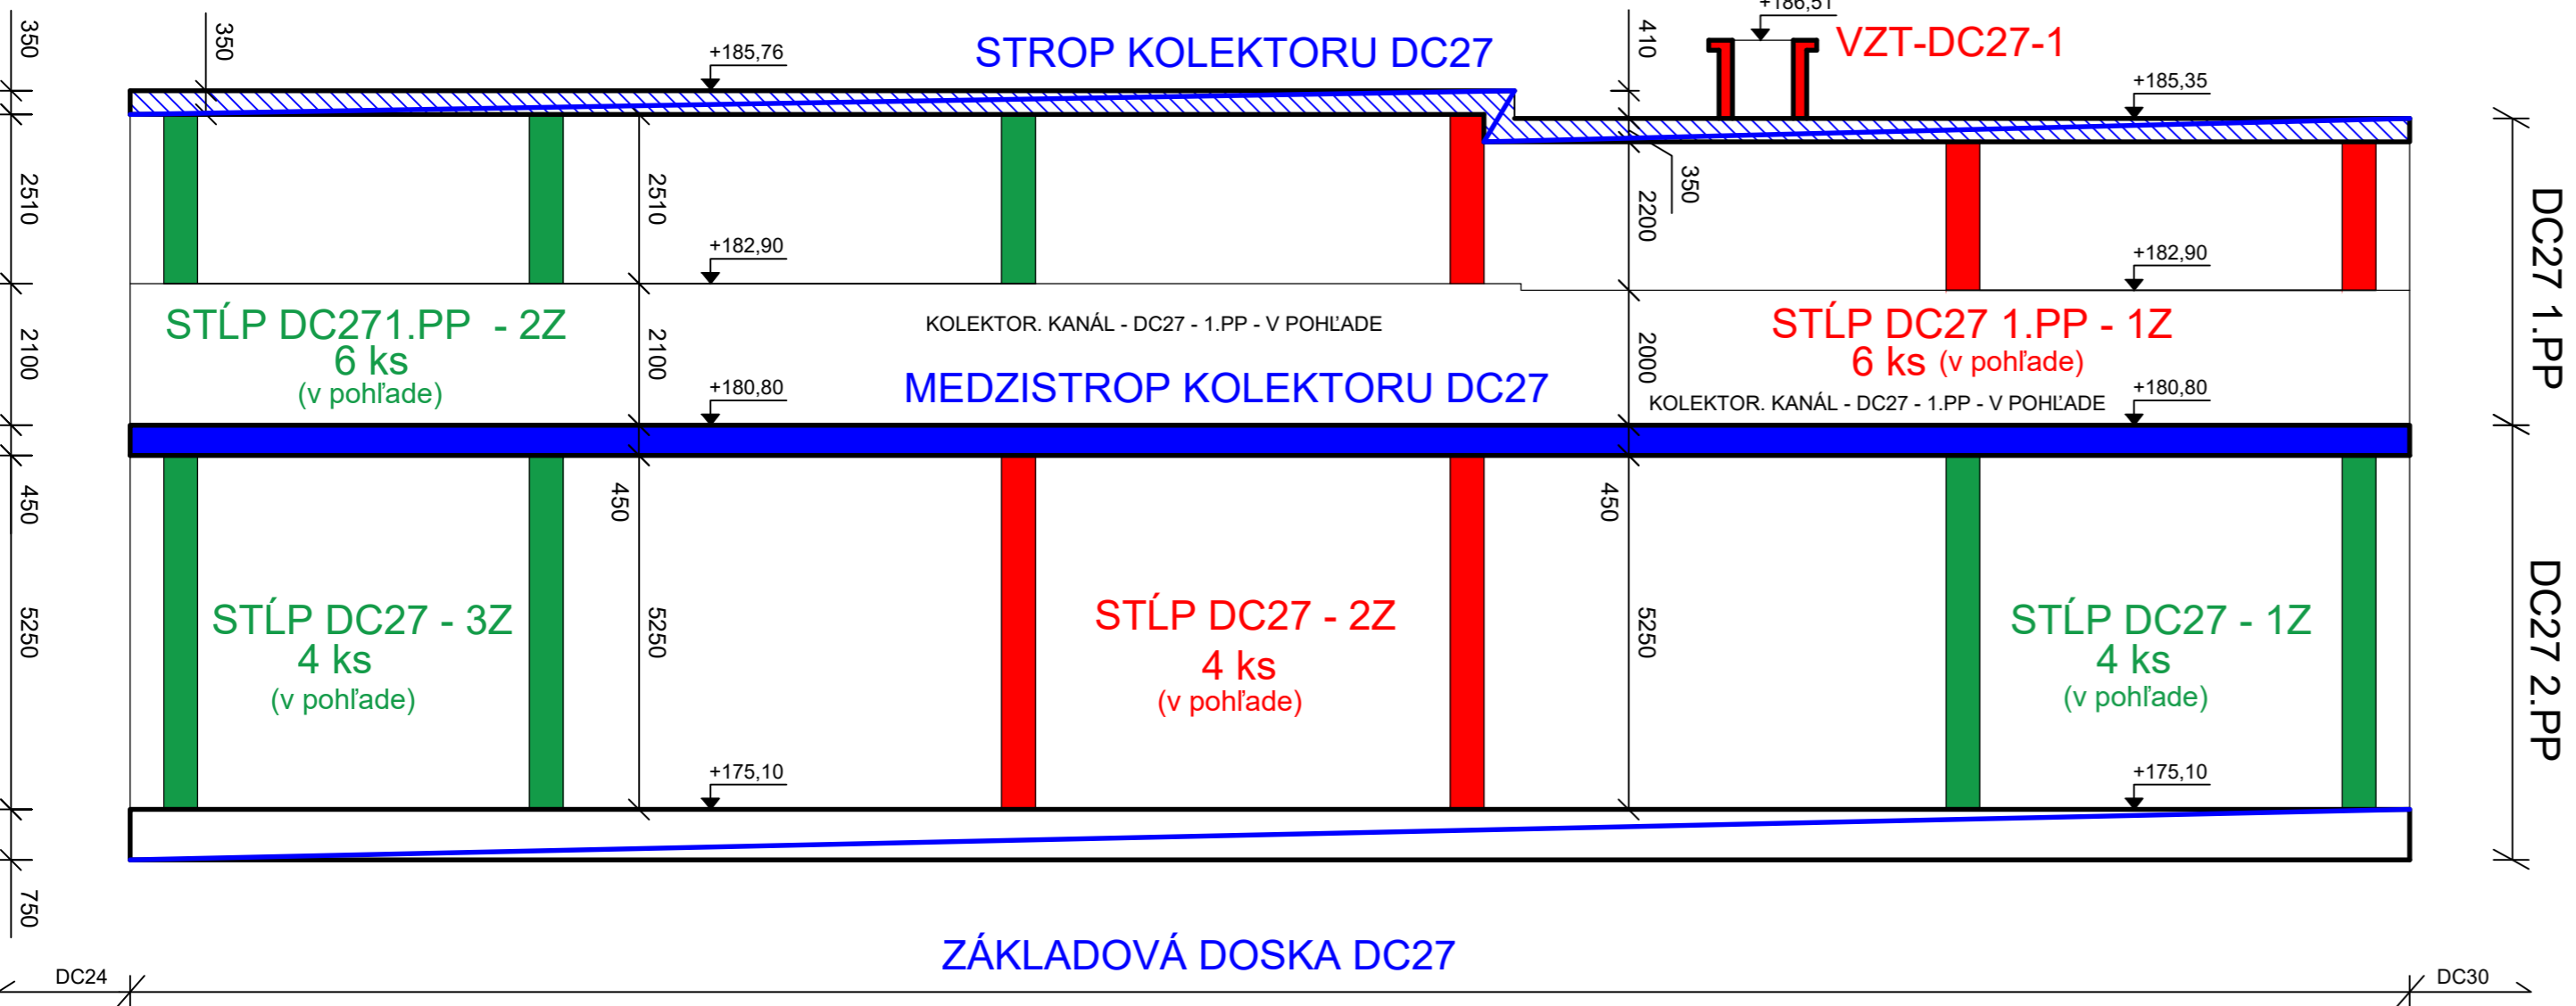 +186,51
350
350
+185,76
STROP KOLEKTORU DC27
410
VZT-DC27-1
+185,35
2510
2510
350
2200
+182,90
+182,90
DC27 1.PP
STĹP DC271.PP - 2Z
6 ks
(v pohľade)
2100
2100
KOLEKTOR. KANÁL - DC27 - 1.PP - V POHĽADE
2000
STĹP DC27 1.PP - 1Z
6 ks (v pohľade)
+180,80
MEDZISTROP KOLEKTORU DC27
+180,80
KOLEKTOR. KANÁL - DC27 - 1.PP - V POHĽADE
450
450
450
STĹP DC27 - 3Z
4 ks
(v pohľade)
5250
5250
STĹP DC27 - 2Z
4 ks
(v pohľade)
5250
STĹP DC27 - 1Z
4 ks
(v pohľade)
DC27 2.PP
+175,10
+175,10
750
ZÁKLADOVÁ DOSKA DC27
DC24
DC30